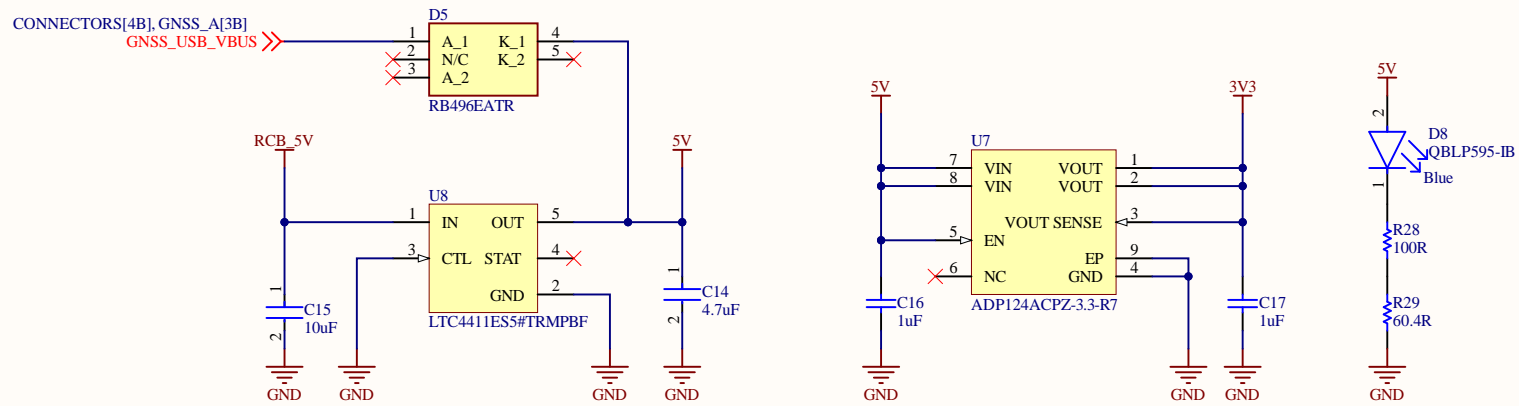 CONNECTORS[4B], GNSS_A[3B]
GNSS_USB_VBUS
D5
1 A_1 K_1 4
2 N/C K_2 5
3 A_2
RB496EATR
RCB_5V
5V
U8
1 IN OUT 5
3 CTL STAT 4
GND 2
LTC4411ES5#TRMPBF
1
C15
10uF
2
1
C14
4.7uF
2
GND
GND
GND
GND
5V
3V3
U7
7 VIN VOUT 1
8 VIN VOUT 2
VOUT SENSE 3
5 EN
EP 9
6 NC GND 4
ADP124ACPZ-3.3-R7
C16
1uF
C17
1uF
GND
GND
GND
5V
2
D8
QBLP595-IB
Blue
1
R28
100R
R29
60.4R
GND